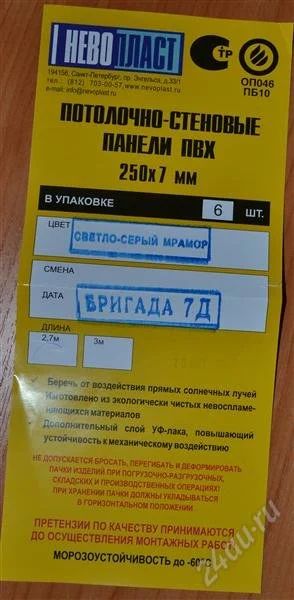 НЕВОПЛАСТ
ТР
ОП046
ПБ10
194156, Санкт-Петербург, пр. Энгельса, д.33/1
тел.: (812) 703-00-57, www.nevoplast.ru
e-mail: info@nevoplast.ru
ПОТОЛОЧНО-СТЕНОВЫЕ
ПАНЕЛИ ПВХ
250х7 мм
В УПАКОВКЕ 6 ШТ.
ЦВЕТ
СВЕТЛО-СЕРЫЙ МРАМОР
СМЕНА
ДАТА
БРИГАДА 7Д
ДЛИНА
2,7м 3м
Беречь от воздействия прямых солнечных лучей
Изготовлено из экологически чистых невоспламе-
няющихся материалов
Дополнительный слой УФ-лака, повышающий
устойчивость к механическому воздействию
НЕ ДОПУСКАЕТСЯ БРОСАТЬ, ПЕРЕГИБАТЬ И ДЕФОРМИРОВАТЬ
ПАЧКИ ИЗДЕЛИЙ ПРИ ПОГРУЗОЧНО-РАЗГРУЗОЧНЫХ,
СКЛАДСКИХ И ПРОИЗВОДСТВЕННЫХ ОПЕРАЦИЯХ!
ПРИ ХРАНЕНИИ ПАЧКИ ДОЛЖНЫ УКЛАДЫВАТЬСЯ
В ГОРИЗОНТАЛЬНОМ ПОЛОЖЕНИИ
ПРЕТЕНЗИИ ПО КАЧЕСТВУ ПРИНИМАЮТСЯ
ДО ОСУЩЕСТВЛЕНИЯ МОНТАЖНЫХ РАБОТ!
МОРОЗОУСТОЙЧИВОСТЬ ДО -60°С
24au.ru